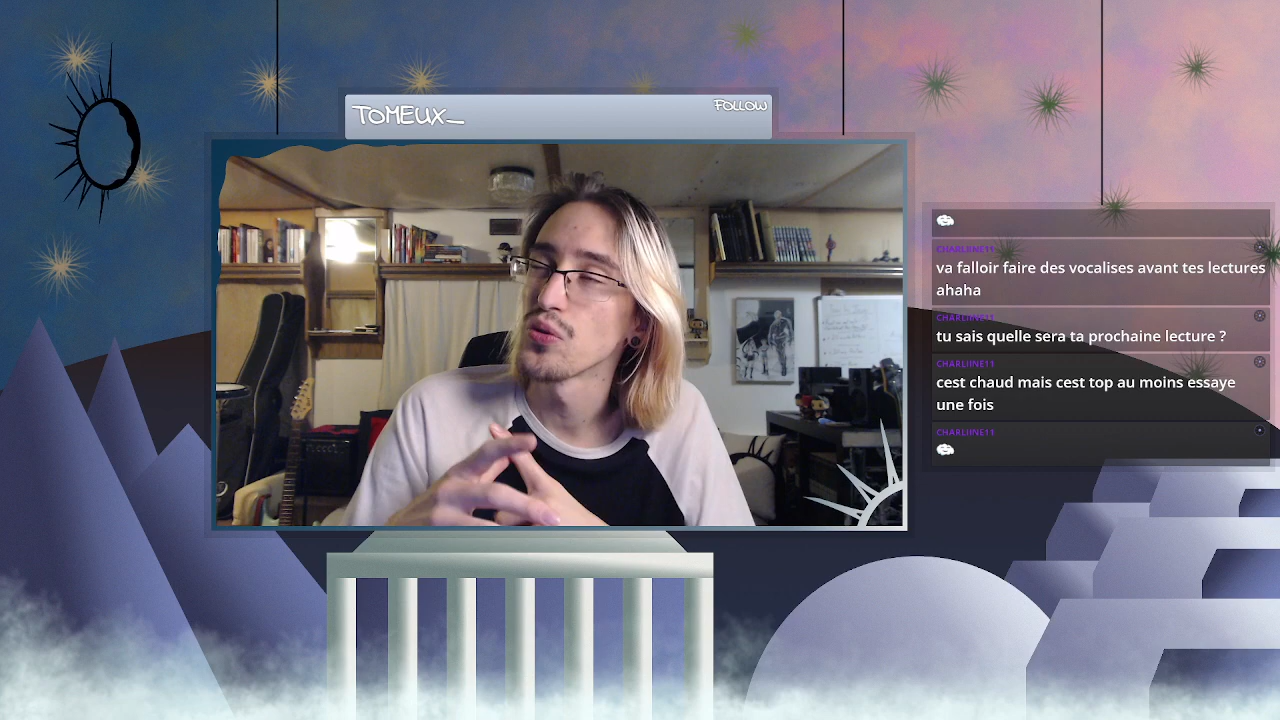 TOMEUX_
FOLLOW
CHARLIINE11
va falloir faire des vocalises avant tes lectures
ahaha
CHARLIINE11
tu sais quelle sera ta prochaine lecture ?
CHARLIINE11
cest chaud mais cest top au moins essaye
une fois
CHARLIINE11